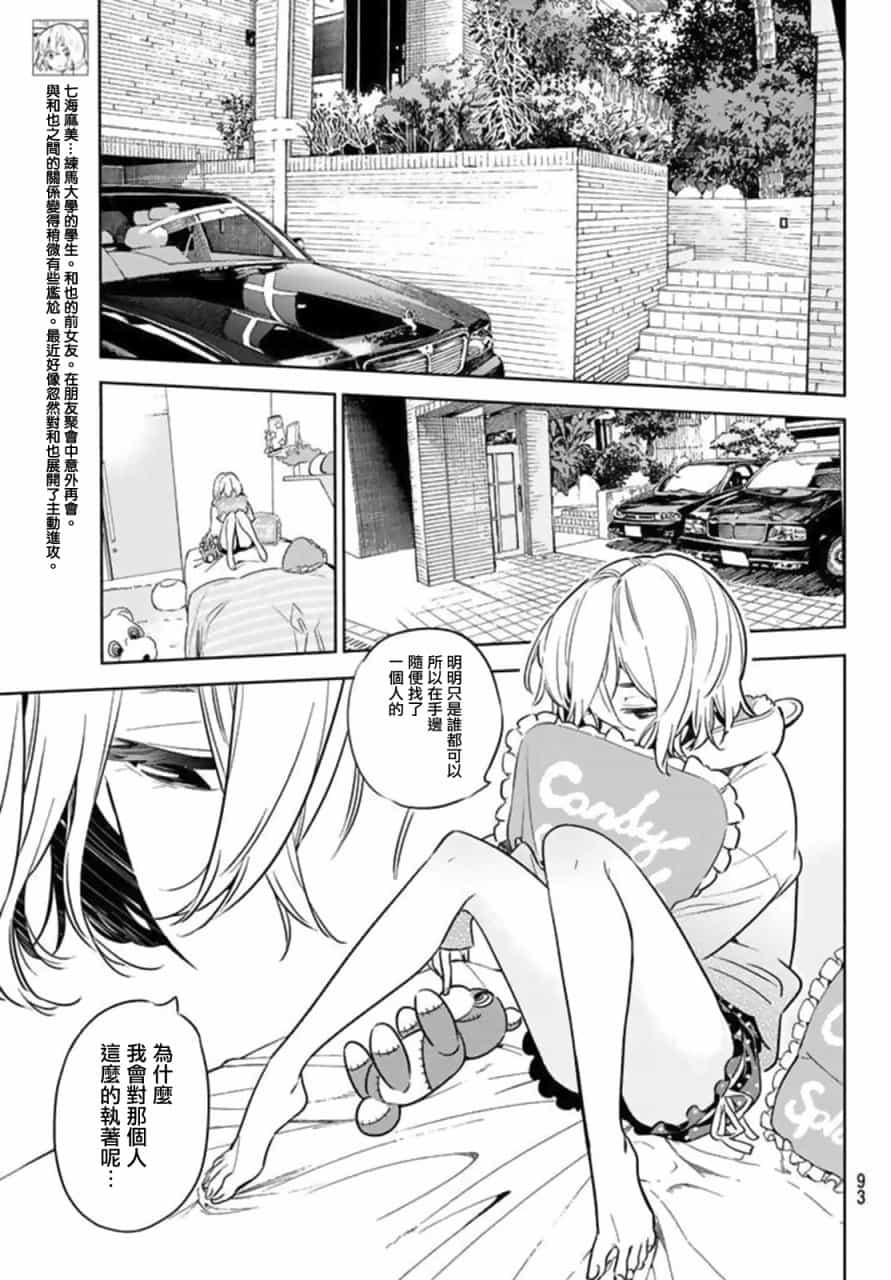 七海麻美…練馬大學的學生。和也的前女友。在朋友聚會中意外再會。
與和也之間的關係變得稍微有些尷尬。最近好像忽然對和也展開了主動進攻。
明明只是誰都可以
所以在手邊
隨便找了
一個人的
Candy
為什麼
我會對那個人
這麼的執著呢…
C
Spl
93